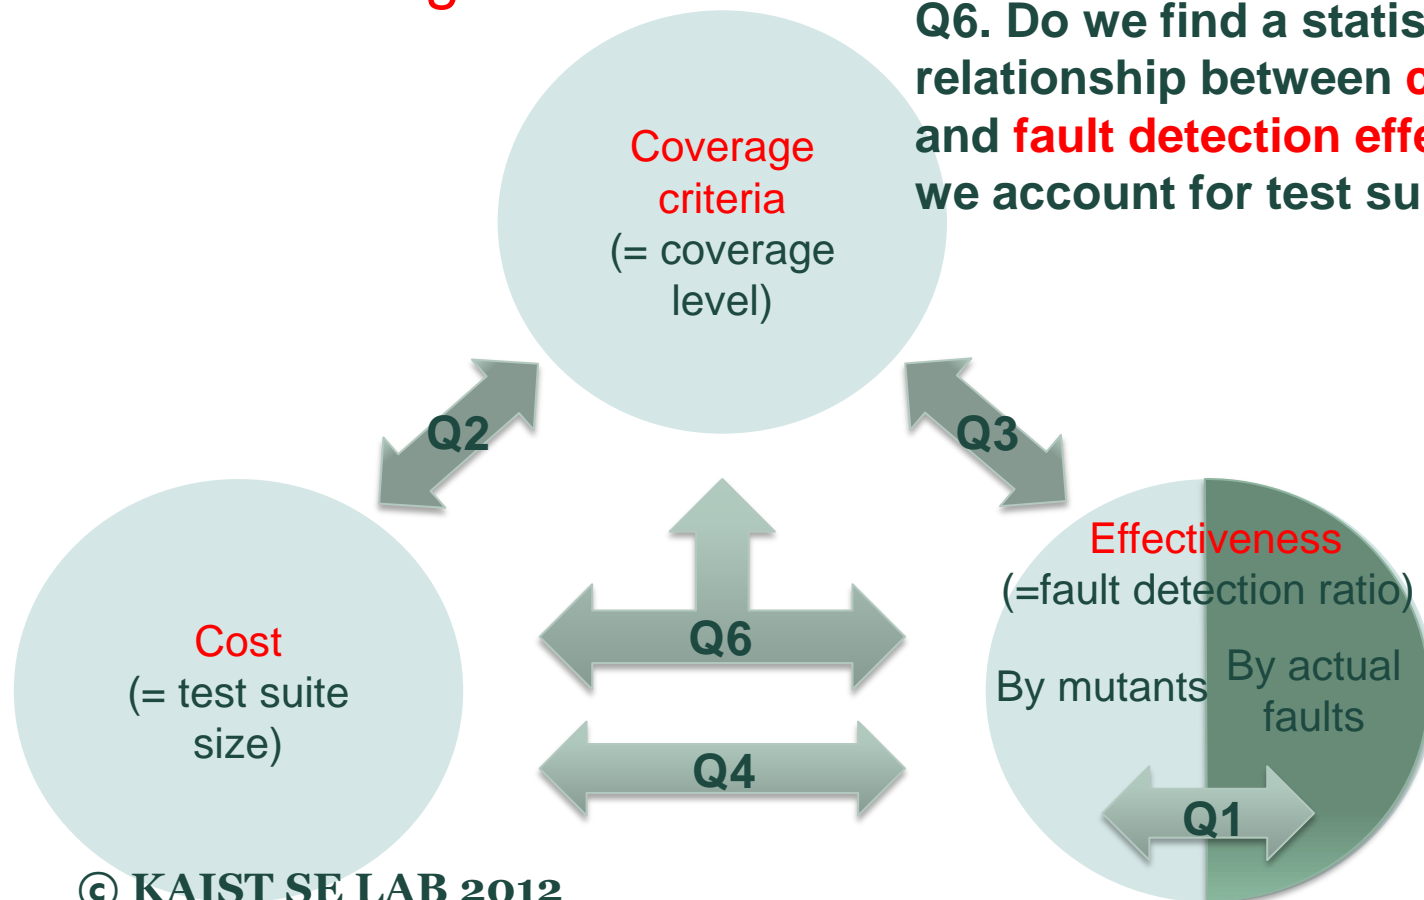 Q6. Do we find a statis
relationship between
and fault detection effe
we account for test su
Coverage
criteria
(= coverage
level)
Q2
Q3
Effectiveness
(=fault detection ratio)
Cost
(= test suite
size)
Q6
By mutants
By actual
faults
Q4
Q1
© KAIST SE LAB 2012